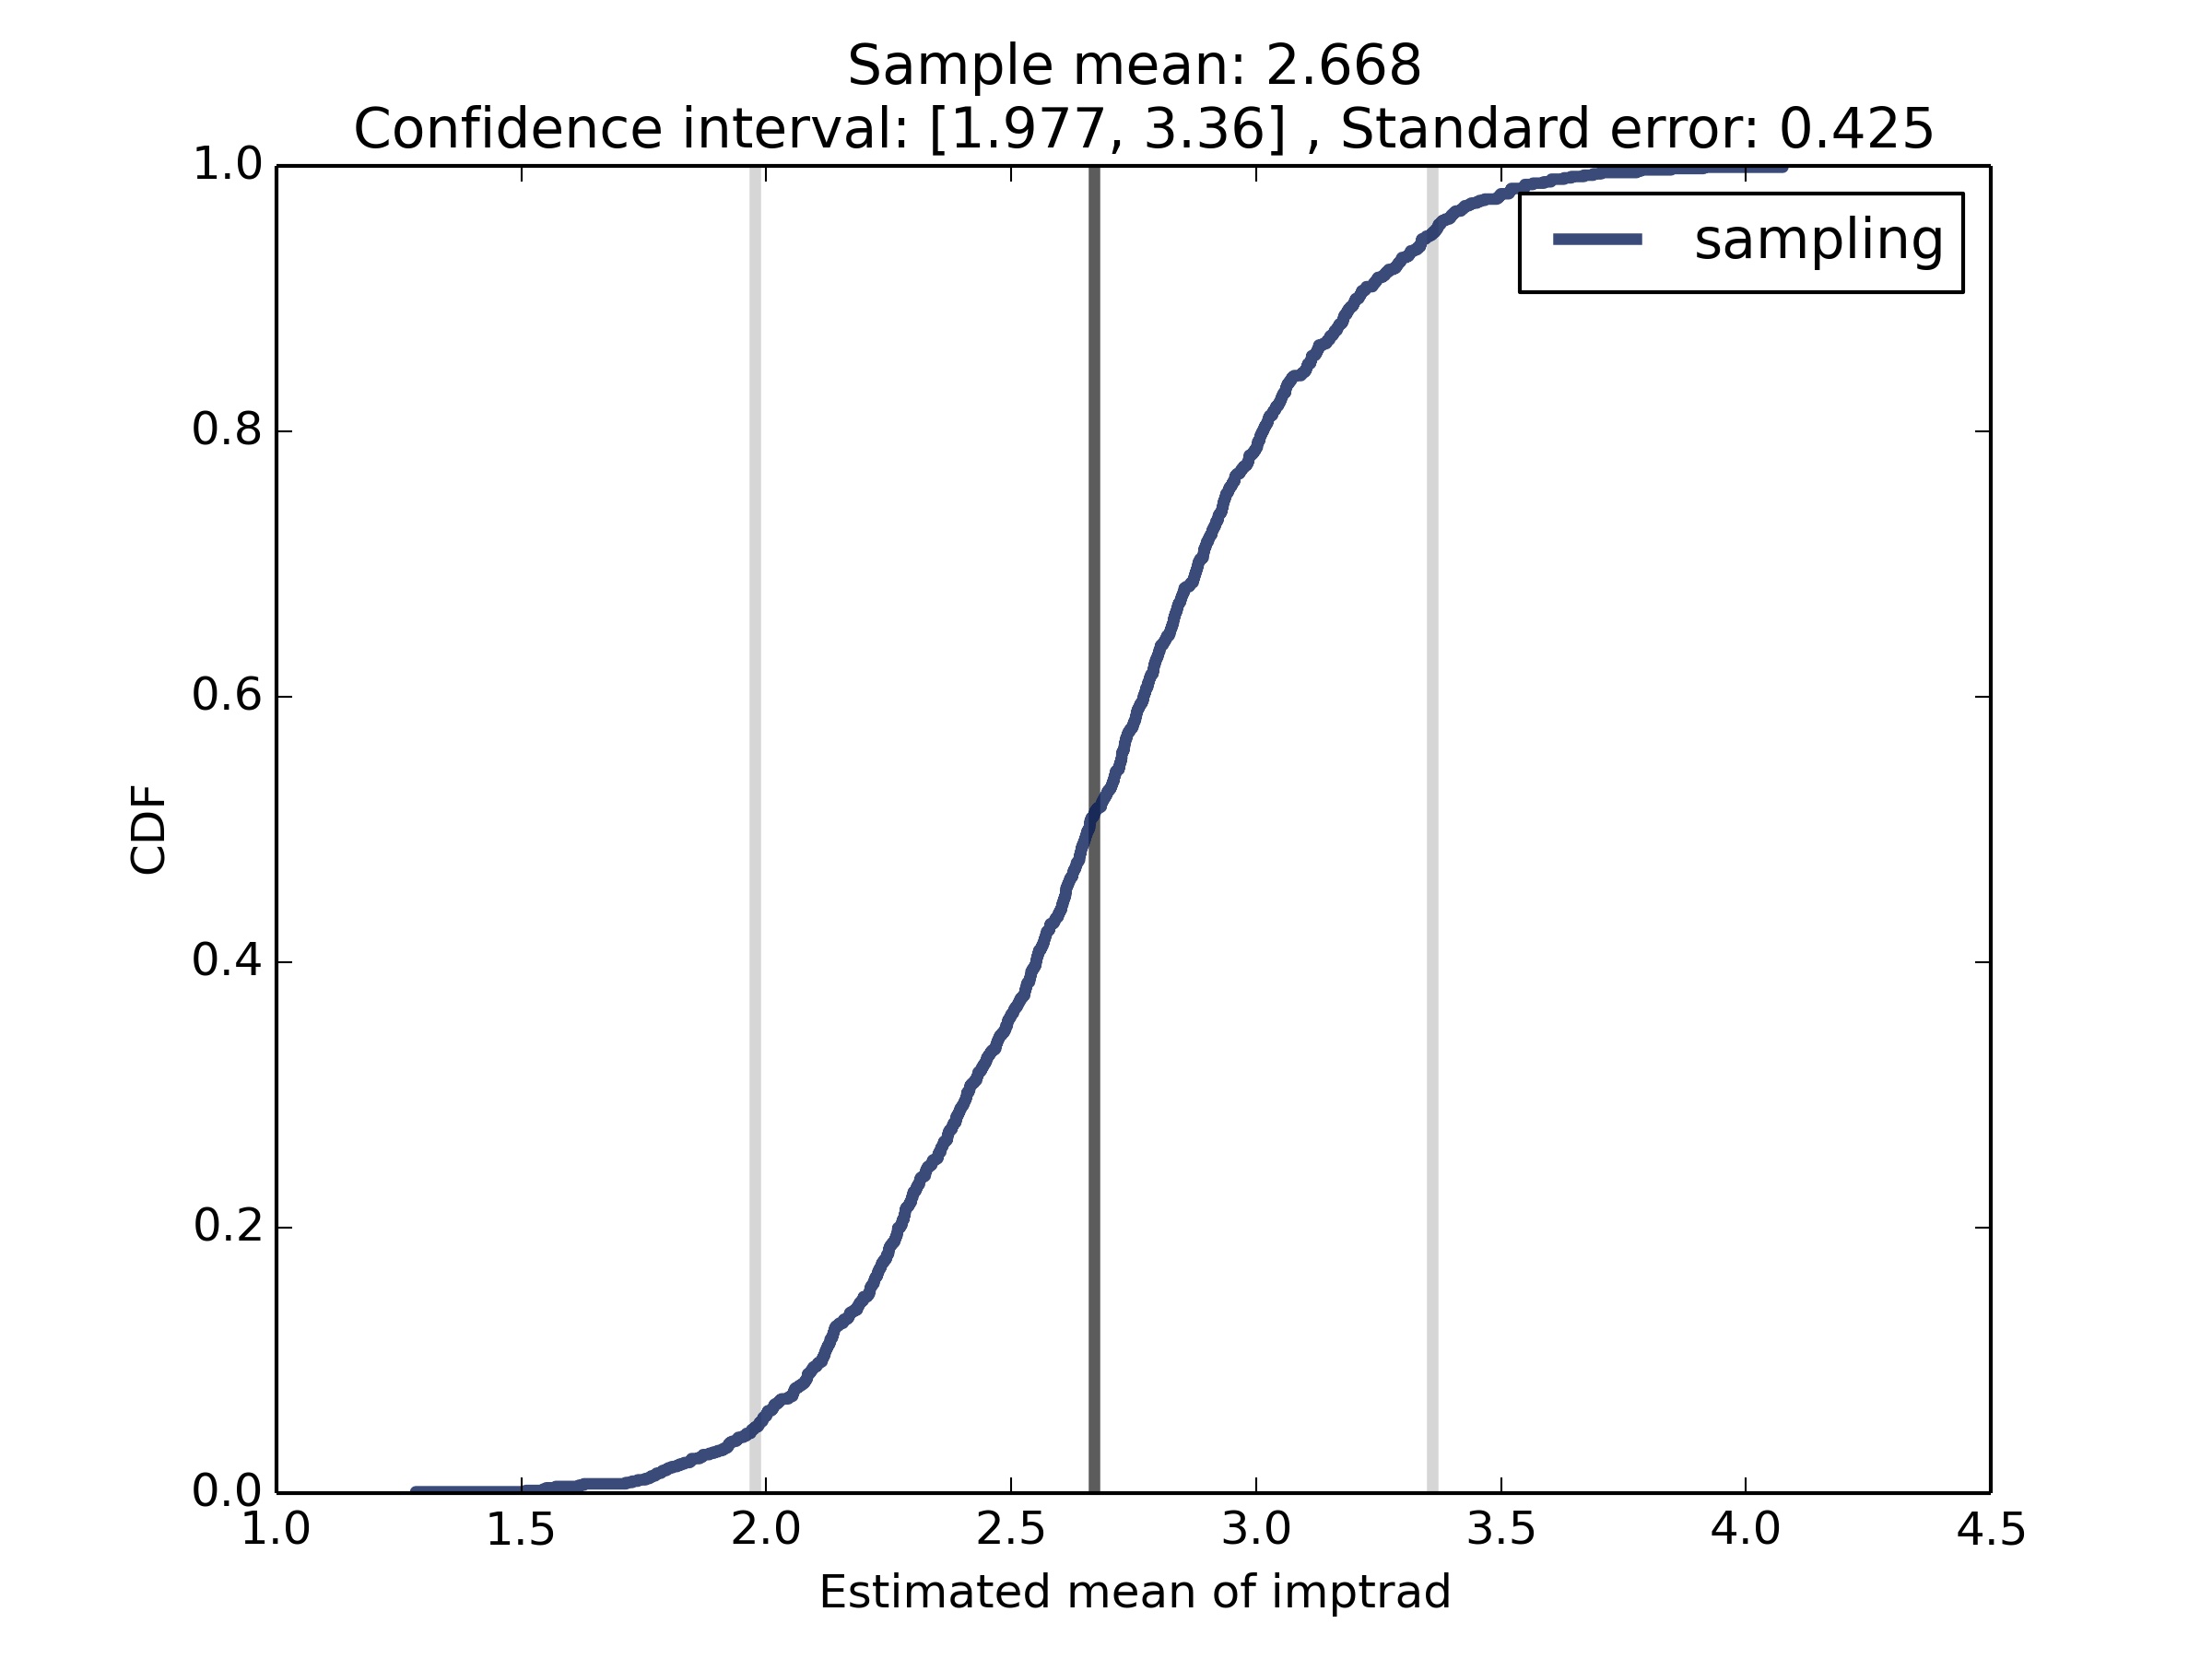 Sample mean: 2.668
Confidence interval: [1.977, 3.36] , Standard error: 0.425
1.0
sampling
0.8
0.6
CDF
0.4
0.2
0.0
1.0 1.5 2.0 2.5 3.0 3.5 4.0 4.5
Estimated mean of imptrad